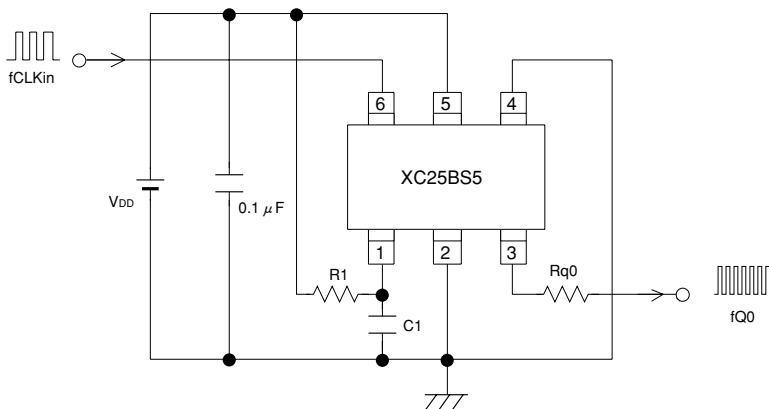 fCLKin
6
5
4
XC25BS5
VDD
0.1 μF
1
2
3
R1
Rq0
C1
fQ0